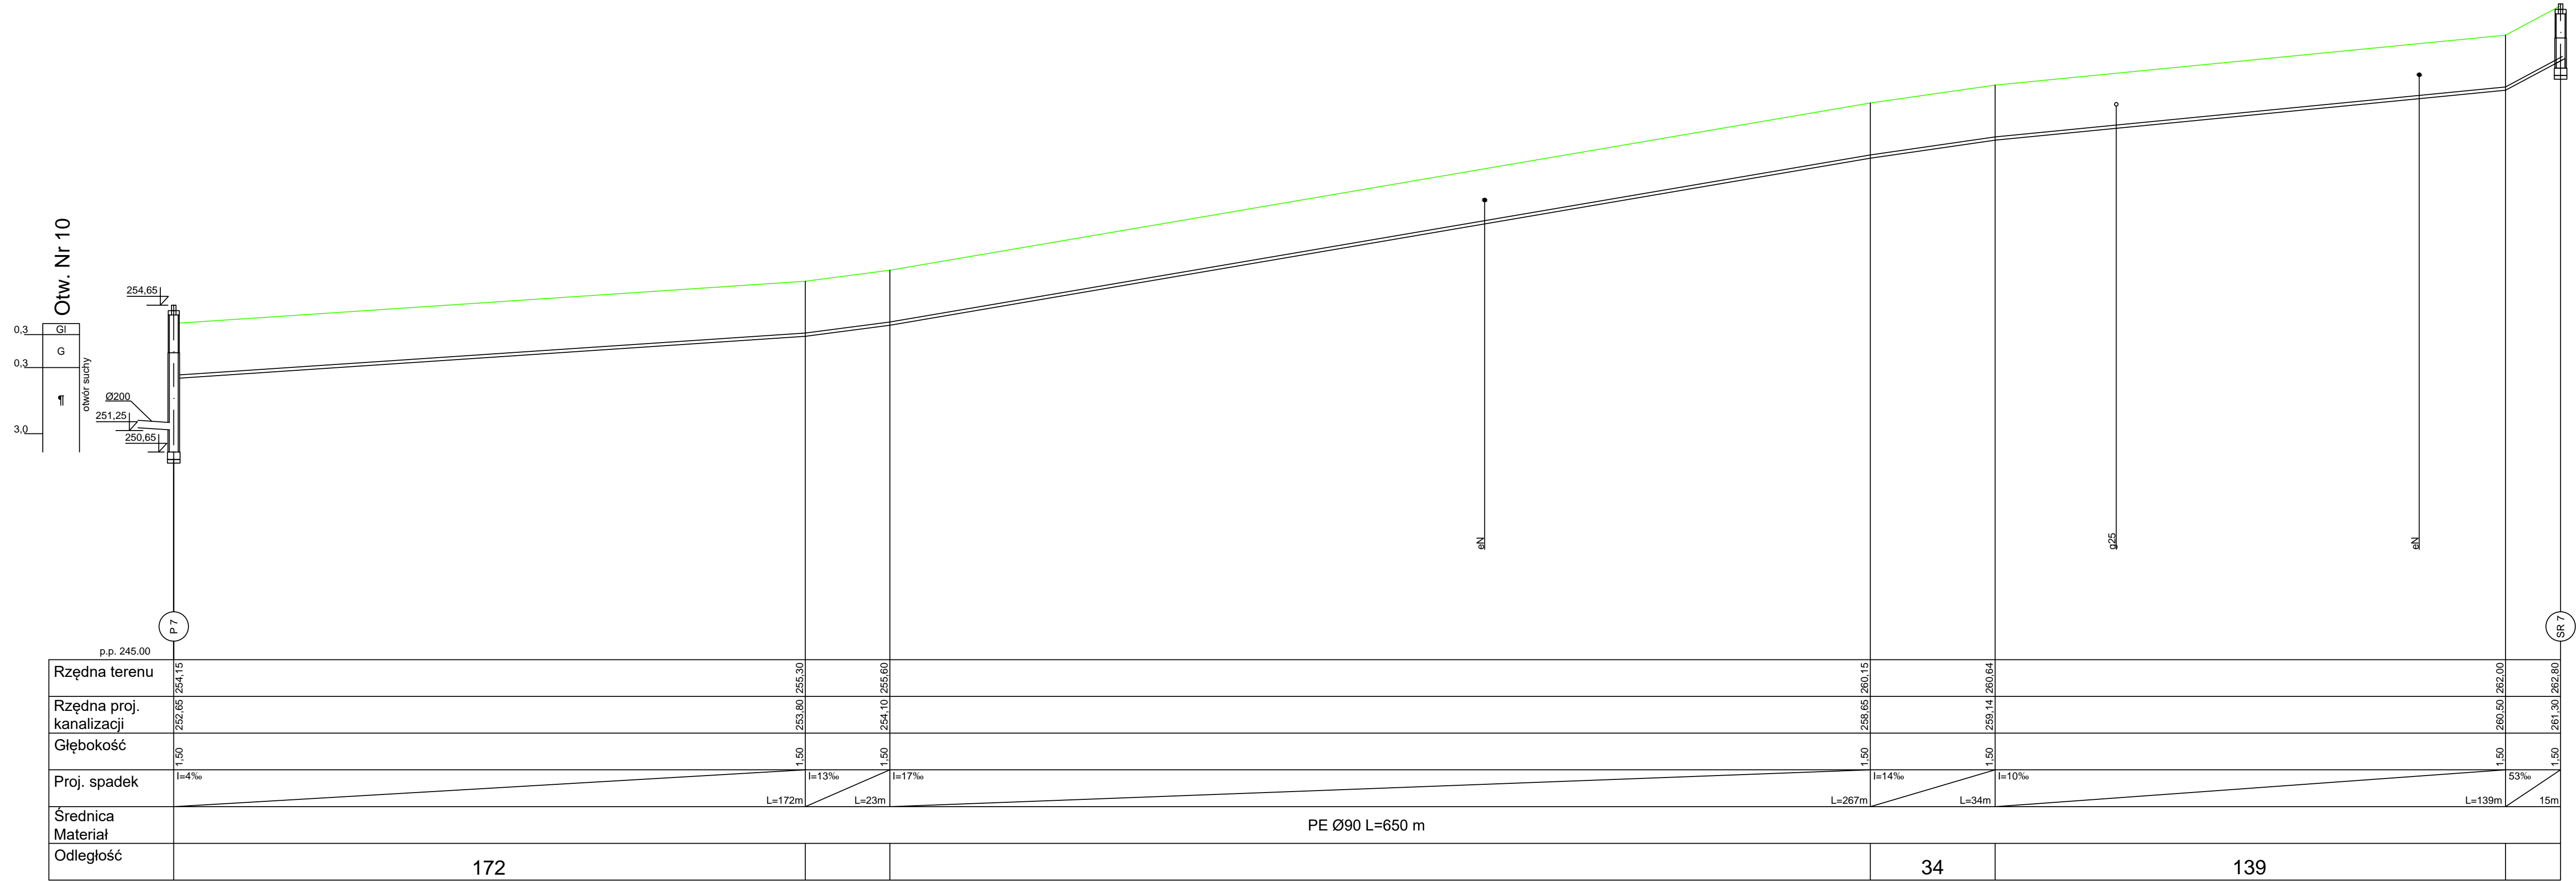 Otw. Nr 10
254,65
0,3
Gl
G
0,3
otwór suchy
¶
Ø200
251,25
3,0
250,65
eN
g25
eN
P 7
SR 7
p.p. 245.00
Rzędna terenu
254,15
255,30
255,60
260,15
260,64
262,00
262,80
Rzędna proj.
kanalizacji
252,65
253,80
254,10
258,65
259,14
260,50
261,30
Głębokość
1,50
1,50
1,50
1,50
1,50
1,50
1,50
Proj. spadek
I=4‰
L=172m
I=13‰
L=23m
I=17‰
L=267m
I=14‰
L=34m
I=10‰
L=139m
53‰
15m
Średnica
Materiał
PE Ø90 L=650 m
Odległość
172
34
139